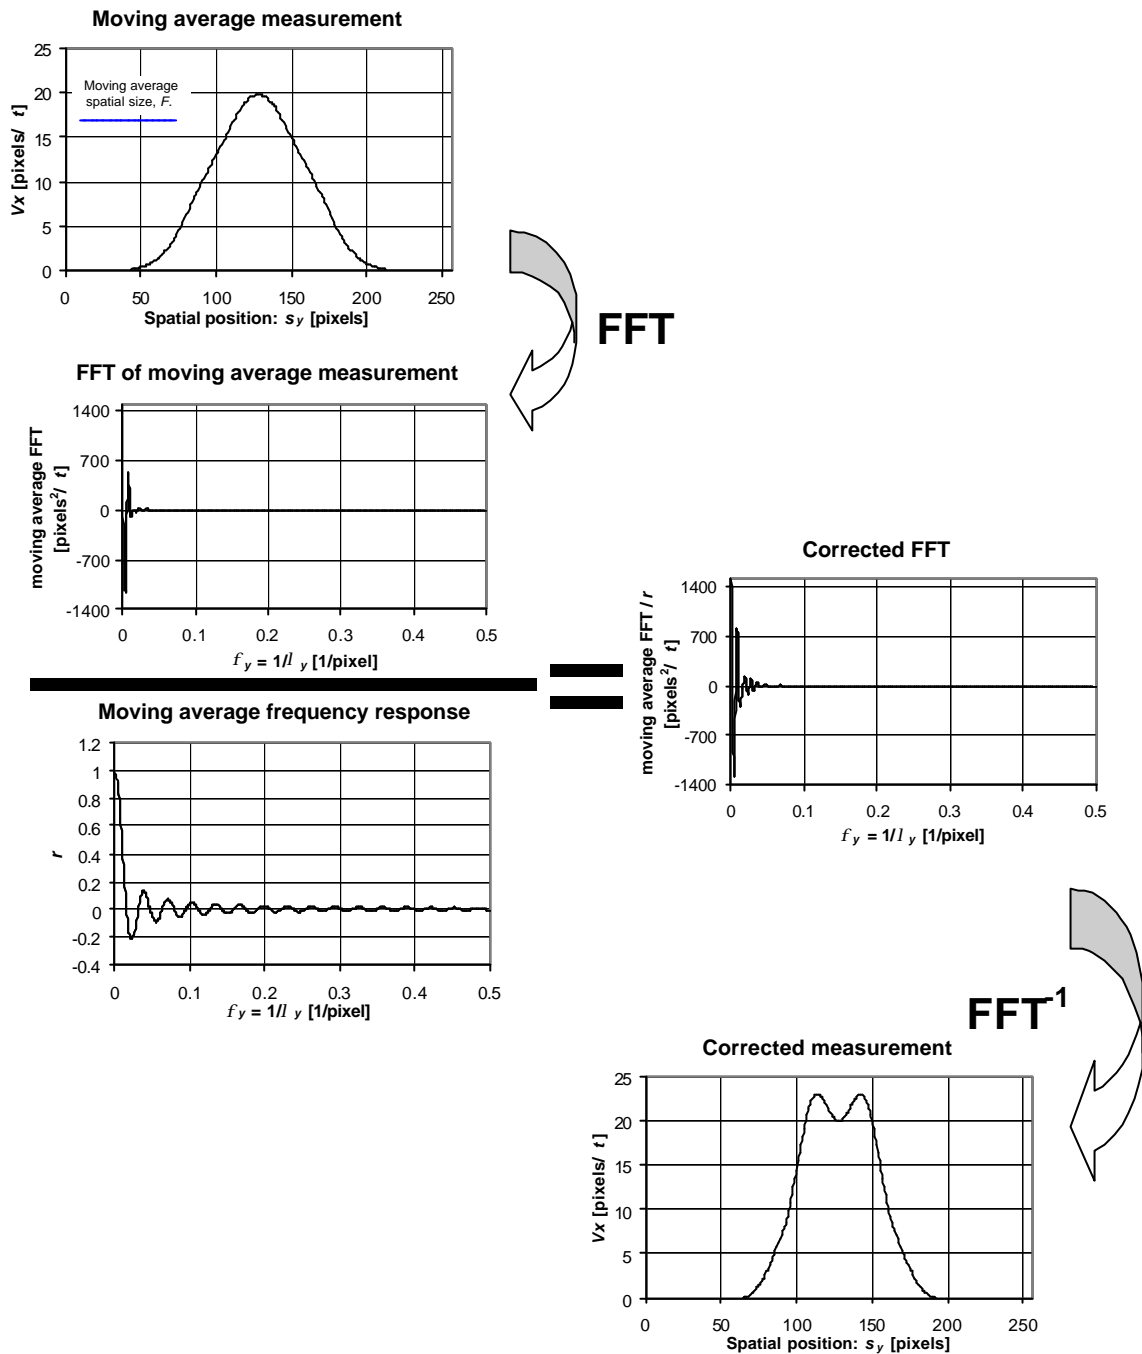 Moving average measurement
25
20
15
10
5
0
Vx [pixels/ t]
Moving average
spatial size, F.
0 50 100 150 200 250
Spatial position: s y [pixels]
FFT
FFT of moving average measurement
1400
700
0
-700
-1400
moving average FFT
[pixels²/ t]
0 0.1 0.2 0.3 0.4 0.5
f y = 1/l y [1/pixel]
Corrected FFT
1400
700
0
-700
-1400
moving average FFT / r
[pixels²/ t]
0 0.1 0.2 0.3 0.4 0.5
f y = 1/l y [1/pixel]
Moving average frequency response
1.2
1
0.8
0.6
0.4
0.2
0
-0.2
-0.4
r
0 0.1 0.2 0.3 0.4 0.5
f y = 1/l y [1/pixel]
FFT⁻¹
Corrected measurement
25
20
15
10
5
0
Vx [pixels/ t]
0 50 100 150 200 250
Spatial position: s y [pixels]